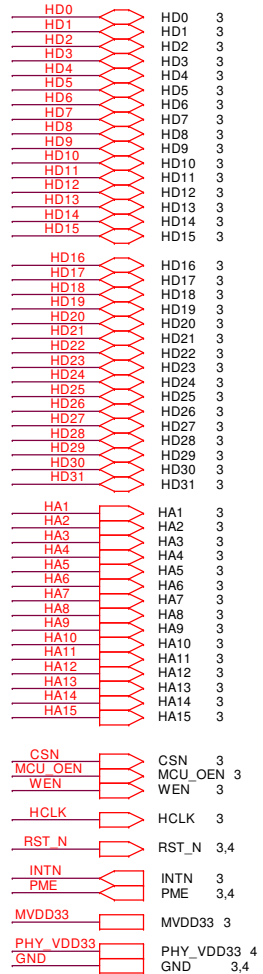 HD0 HD0 3
HD1 HD1 3
HD2 HD2 3
HD3 HD3 3
HD4 HD4 3
HD5 HD5 3
HD6 HD6 3
HD7 HD7 3
HD8 HD8 3
HD9 HD9 3
HD10 HD10 3
HD11 HD11 3
HD12 HD12 3
HD13 HD13 3
HD14 HD14 3
HD15 HD15 3
HD16 HD16 3
HD17 HD17 3
HD18 HD18 3
HD19 HD19 3
HD20 HD20 3
HD21 HD21 3
HD22 HD22 3
HD23 HD23 3
HD24 HD24 3
HD25 HD25 3
HD26 HD26 3
HD27 HD27 3
HD28 HD28 3
HD29 HD29 3
HD30 HD30 3
HD31 HD31 3
HA1 HA1 3
HA2 HA2 3
HA3 HA3 3
HA4 HA4 3
HA5 HA5 3
HA6 HA6 3
HA7 HA7 3
HA8 HA8 3
HA9 HA9 3
HA10 HA10 3
HA11 HA11 3
HA12 HA12 3
HA13 HA13 3
HA14 HA14 3
HA15 HA15 3
CSN CSN 3
MCU_OEN MCU_OEN 3
WEN WEN 3
HCLK HCLK 3
RST_N RST_N 3,4
INTN INTN 3
PME PME 3,4
MVDD33 MVDD33 3
PHY_VDD33 PHY_VDD33 4
GND GND 3,4